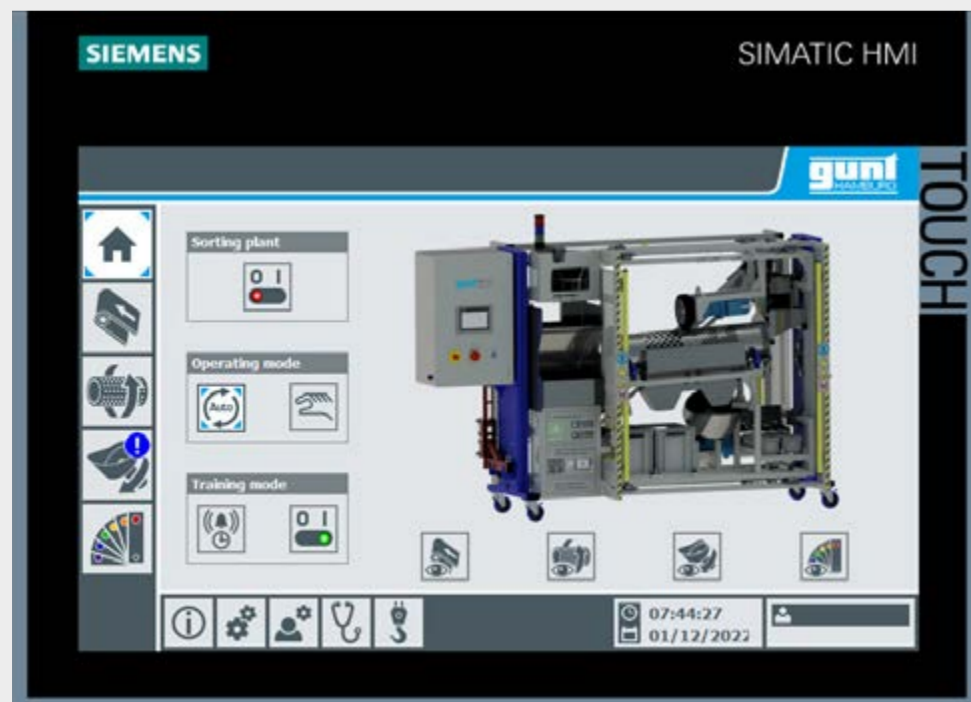 SIEMENS
SIMATIC HMI
TOUCH
gunt
HAMBURG
Sorting plant
0 I
Operating mode
Auto
Training mode
0 I
07:44:27
01/12/2022